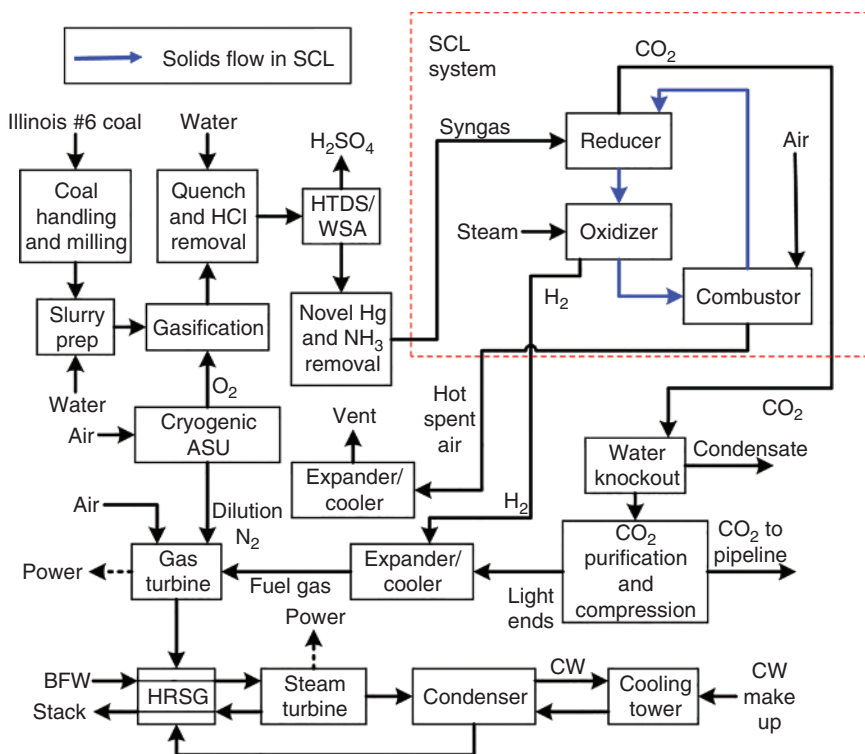 Solids flow in SCL
SCL
system
CO2
Illinois #6 coal
Water
H2SO4
Syngas
Reducer
Air
Coal
handling
and milling
Quench
and HCl
removal
HTDS/
WSA
Steam
Oxidizer
H2
Combustor
Slurry
prep
Gasification
Novel Hg
and NH3
removal
Water
O2
Hot
spent
air
CO2
Air
Cryogenic
ASU
Vent
Expander/
cooler
Water
knockout
Condensate
Air
Dilution
N2
H2
Power
Gas
turbine
Fuel gas
Expander/
cooler
Light
ends
CO2
purification
and
compression
CO2 to
pipeline
Power
BFW
Stack
HRSG
Steam
turbine
Condenser
CW
Cooling
tower
CW
make
up